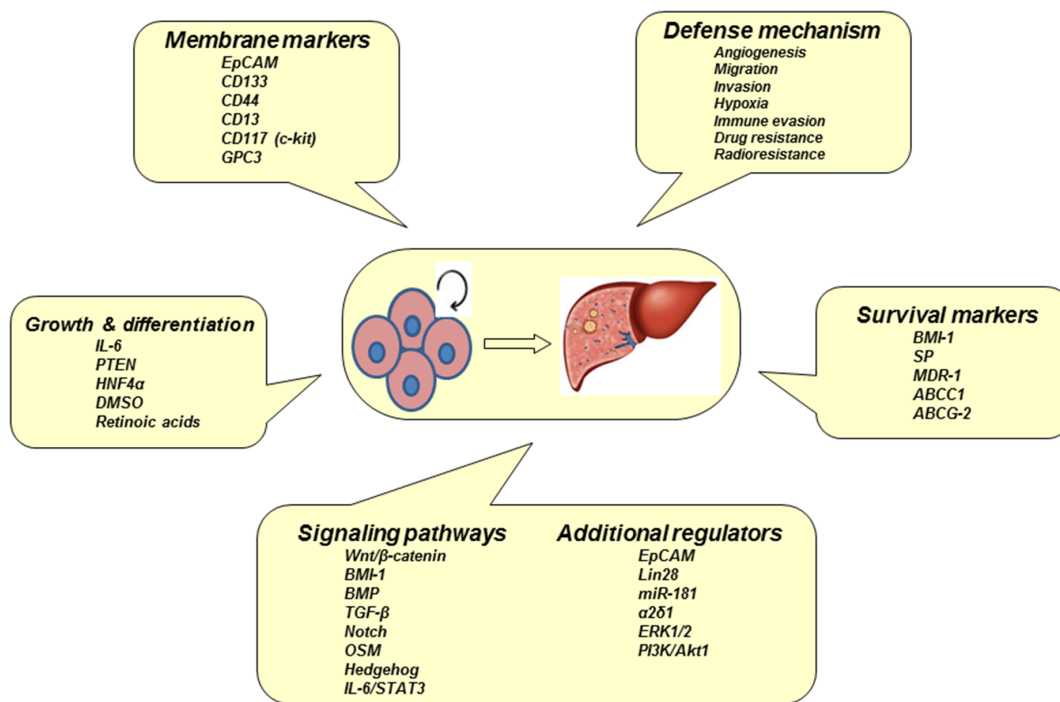 Membrane markers
EpCAM
CD133
CD44
CD13
CD117 (c-kit)
GPC3
Defense mechanism
Angiogenesis
Migration
Invasion
Hypoxia
Immune evasion
Drug resistance
Radioresistance
Growth & differentiation
IL-6
PTEN
HNF4α
DMSO
Retinoic acids
Survival markers
BMI-1
SP
MDR-1
ABCC1
ABCG-2
Signaling pathways
Wnt/β-catenin
BMI-1
BMP
TGF-β
Notch
OSM
Hedgehog
IL-6/STAT3
Additional regulators
EpCAM
Lin28
miR-181
α2δ1
ERK1/2
PI3K/Akt1